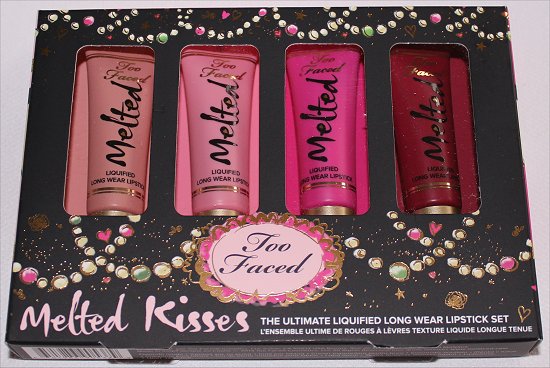 Too
Faced
Melted
LIQUIFIED
LONG WEAR LIPSTICK
Too
Faced
Melted
LIQUIFIED
LONG WEAR LIPSTICK
Too
Faced
Melted
LIQUIFIED
LONG WEAR LIPSTICK
Faced
Melted
LIQUIFIED
LONG WEAR
Too
Faced
Melted Kisses
THE ULTIMATE LIQUIFIED LONG WEAR LIPSTICK SET
L'ENSEMBLE ULTIME DE ROUGES À LÈVRES TEXTURE LIQUIDE LONGUE TENUE